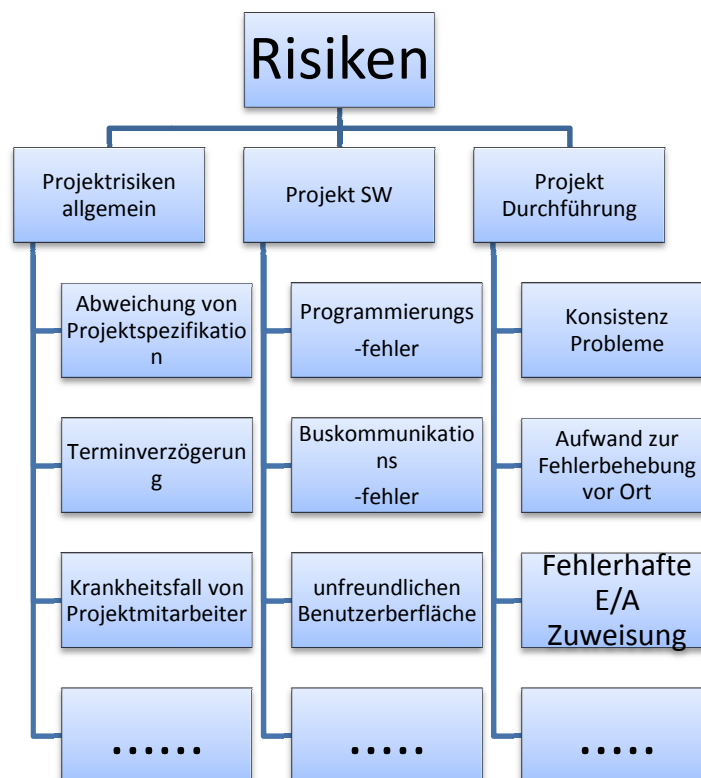 Risiken
Projektrisiken
allgemein
Abweichung von
Projektspezifikatio
n
Terminverzögerun
g
Krankheitsfall von
Projektmitarbeiter
......
Projekt SW
Programmierungs
-fehler
Buskommunikatio
ns
-fehler
unfreundlichen
Benutzerberfläche
.....
Projekt
Durchführung
Konsistenz
Probleme
Aufwand zur
Fehlerbehebung
vor Ort
Fehlerhafte
E/A
Zuweisung
.....